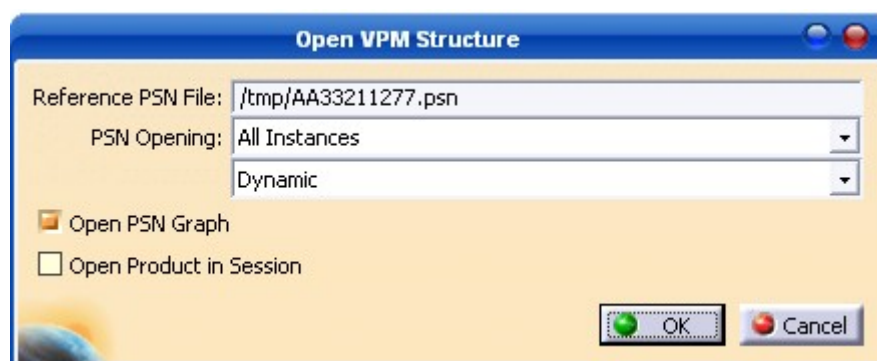 Open VPM Structure
Reference PSN File: /tmp/AA33211277.psn
PSN Opening: All Instances
Dynamic
Open PSN Graph
Open Product in Session
OK Cancel